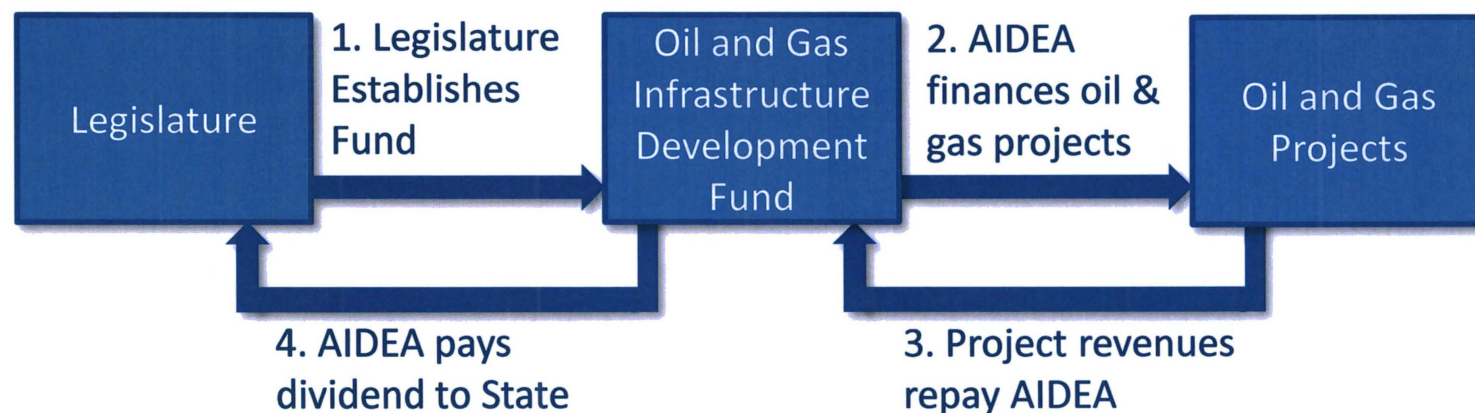 Legislature
1. Legislature
Establishes
Fund
Oil and Gas
Infrastructure
Development
Fund
2. AIDEA
finances oil &
gas projects
Oil and Gas
Projects
4. AIDEA pays
dividend to State
3. Project revenues
repay AIDEA